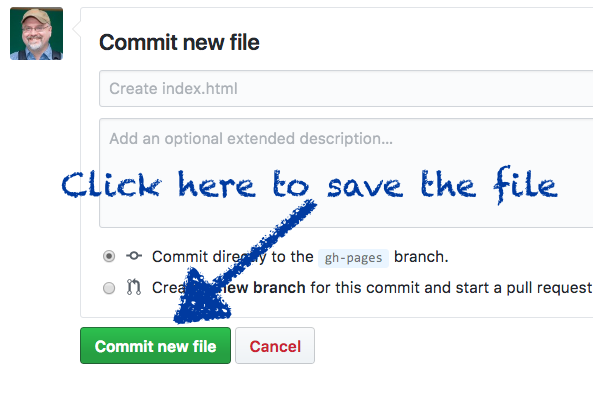 Commit new file
Create index.html
Add an optional extended description...
Click here to save the file
Commit directly to the gh-pages branch.
new branch for this commit and start a pull request
Commit new file
Cancel